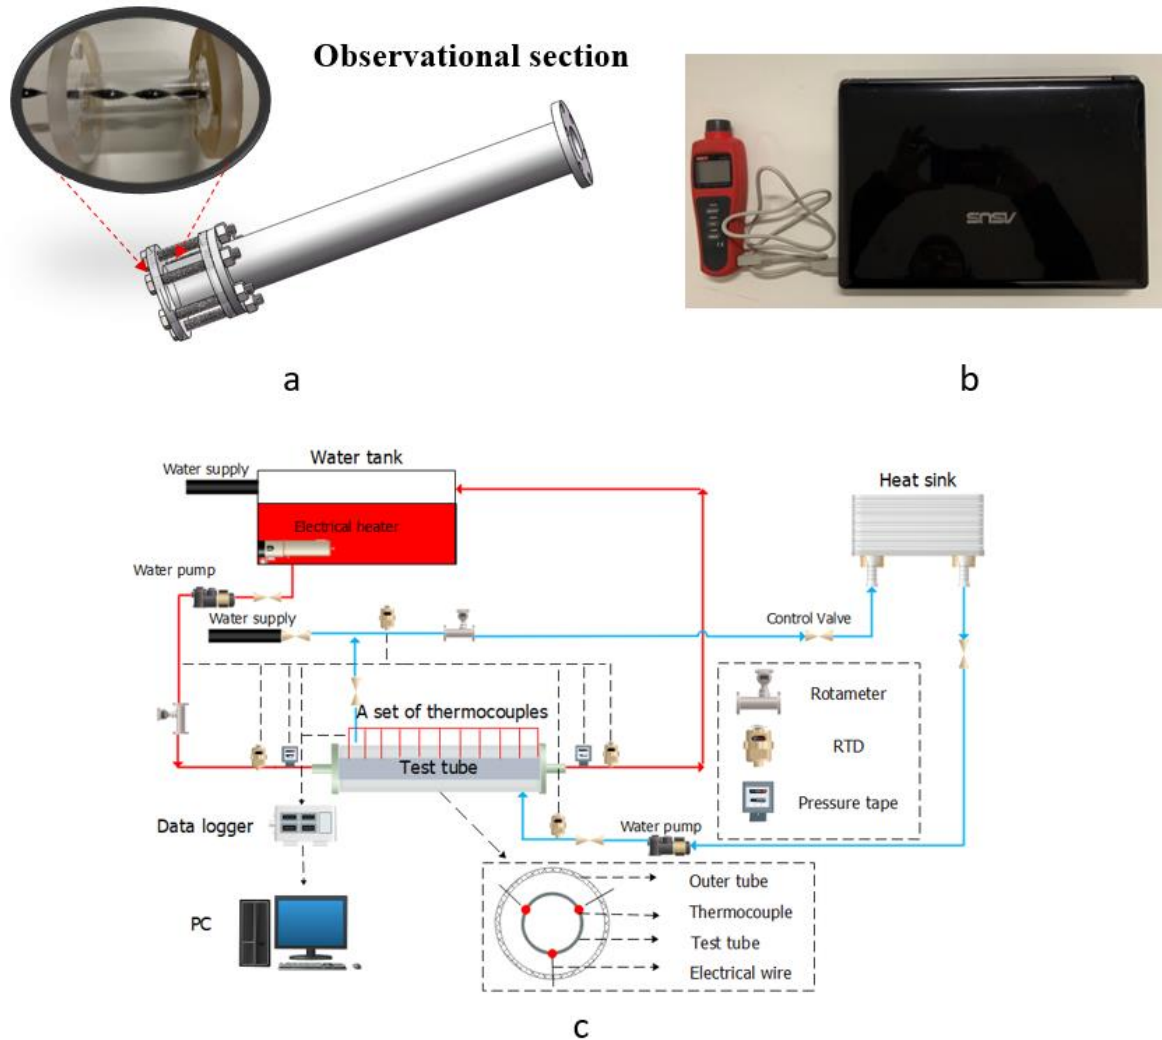 Observational section
ASUS
a
b
Water tank
Water supply
Electrical heater
Heat sink
Water pump
Water supply
Control Valve
A set of thermocouples
Test tube
Rotameter
RTD
Pressure tape
Data logger
Water pump
PC
Outer tube
Thermocouple
Test tube
Electrical wire
c